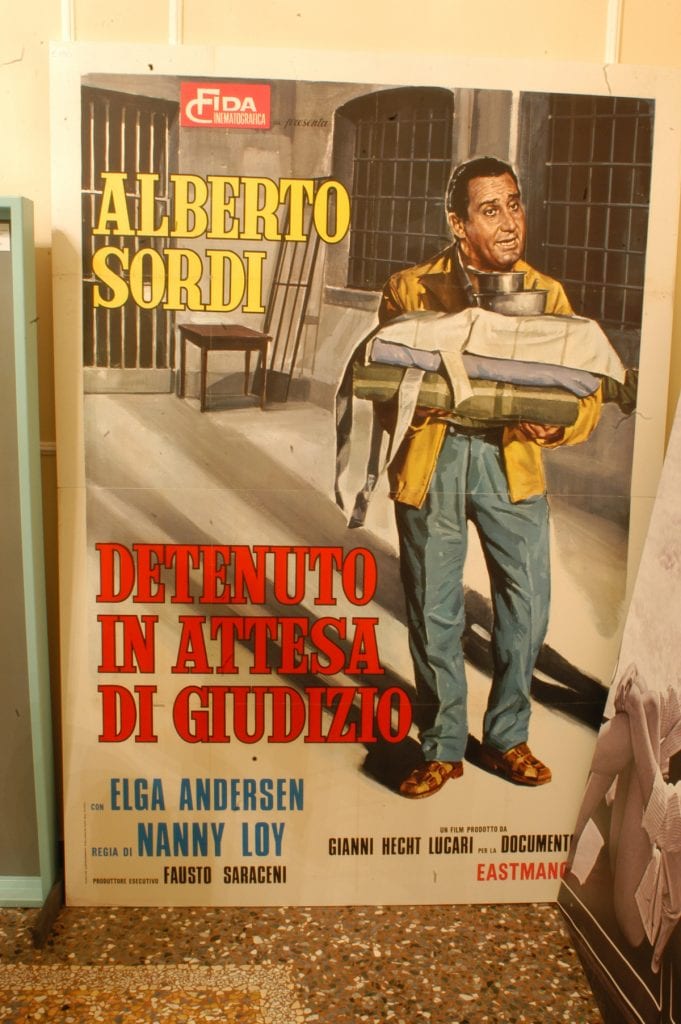 FIDA
CINEMATOGRAFICA
presenta
ALBERTO
SORDI
DETENUTO
IN ATTESA
DI GIUDIZIO
CON ELGA ANDERSEN
REGIA DI NANNY LOY
PRODUTTORE ESECUTIVO FAUSTO SARACENI
UN FILM PRODOTTO DA
GIANNI HECHT LUCARI PER LA DOCUMENT
EASTMANC